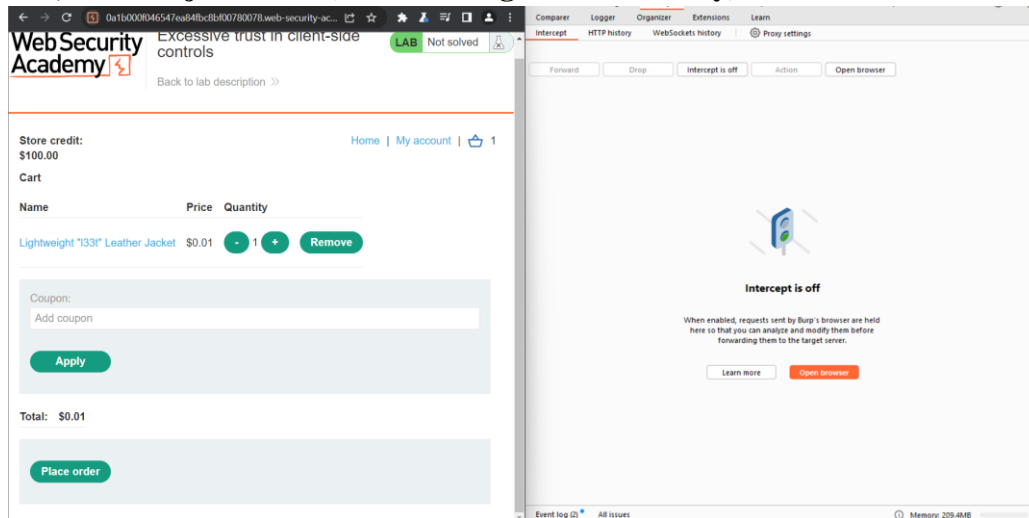 0a1b000f046547ea84fbc8bf00780078.web-security-ac...
Web Security
Academy
Excessive trust in client-side
controls
Back to lab description
LAB Not solved
Store credit:
$100.00
Home | My account | 1
Cart
Name Price Quantity
Lightweight "l33t" Leather Jacket $0.01 - 1 + Remove
Coupon:
Add coupon
Apply
Total: $0.01
Place order
Comparer Logger Organizer Extensions Learn
Intercept HTTP history WebSockets history Proxy settings
Forward Drop Intercept is off Action Open browser
Intercept is off
When enabled, requests sent by Burp's browser are held
here so that you can analyze and modify them before
forwarding them to the target server.
Learn more Open browser
Event log (2) All issues Memory: 209.4MB